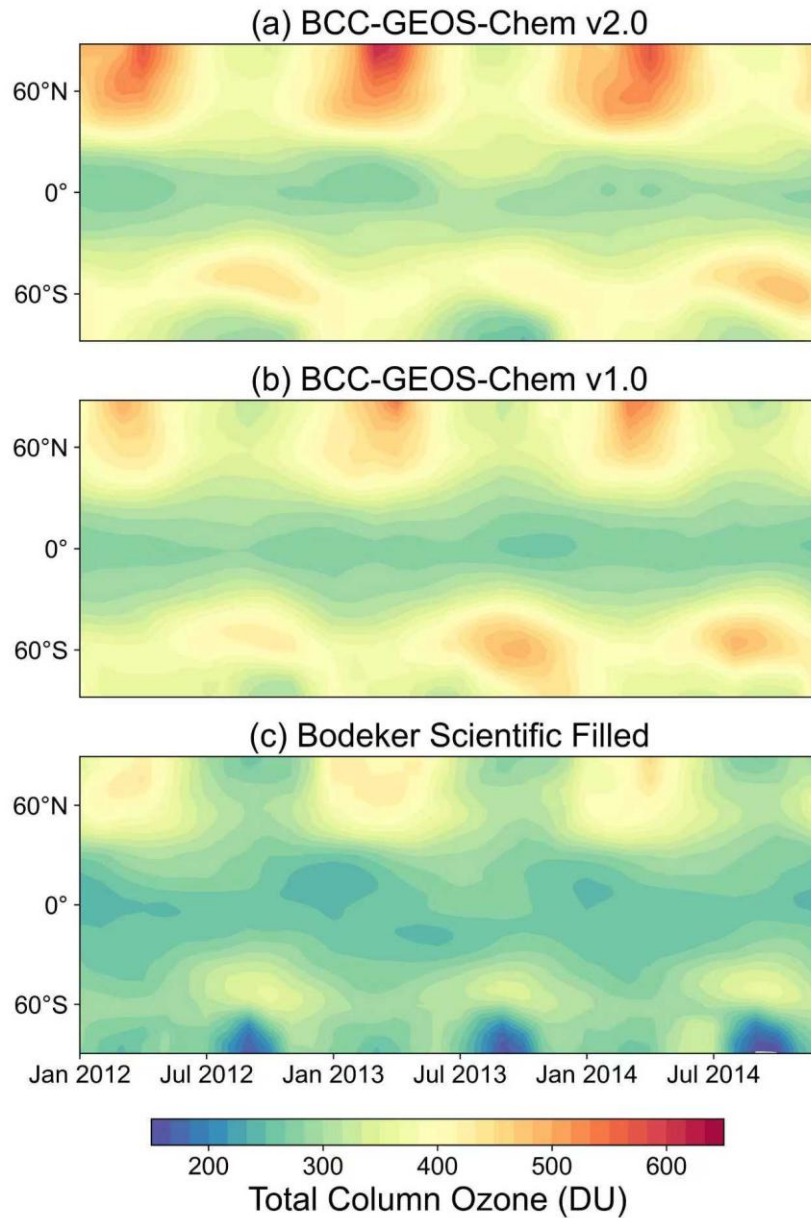 (a) BCC-GEOS-Chem v2.0
60°N
0°
60°S
(b) BCC-GEOS-Chem v1.0
60°N
0°
60°S
(c) Bodeker Scientific Filled
60°N
0°
60°S
Jan 2012 Jul 2012 Jan 2013 Jul 2013 Jan 2014 Jul 2014
200 300 400 500 600
Total Column Ozone (DU)